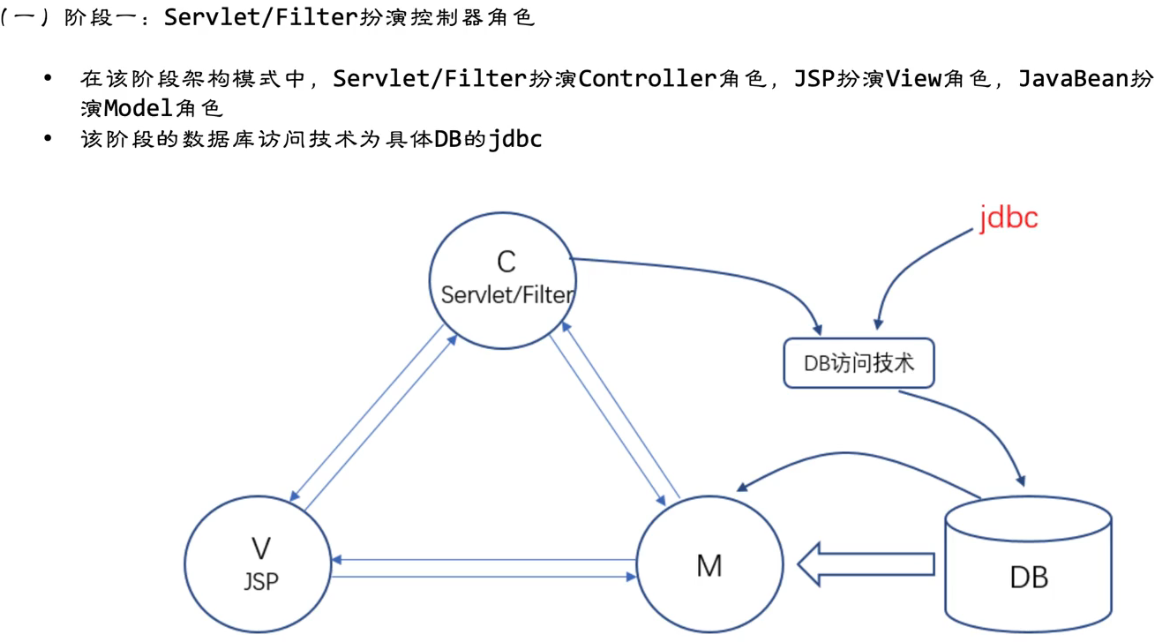 (一) 阶段一：Servlet/Filter扮演控制器角色
• 在该阶段架构模式中，Servlet/Filter扮演Controller角色，JSP扮演View角色，JavaBean扮
演Model角色
• 该阶段的数据库访问技术为具体DB的jdbc
jdbc
C
Servlet/Filter
DB访问技术
V
JSP
M
DB